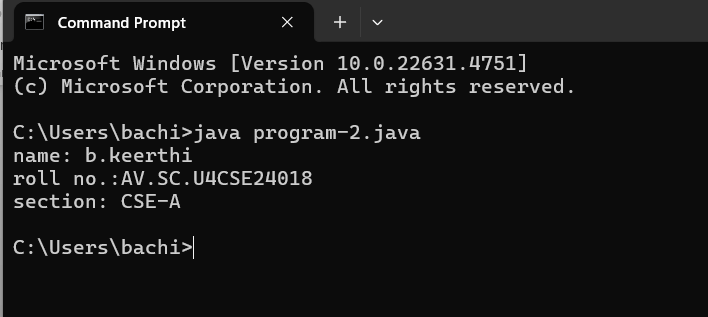 Command Prompt
Microsoft Windows [Version 10.0.22631.4751]
(c) Microsoft Corporation. All rights reserved.
C:\Users\bachi>java program-2.java
name: b.keerthi
roll no.:AV.SC.U4CSE24018
section: CSE-A
C:\Users\bachi>